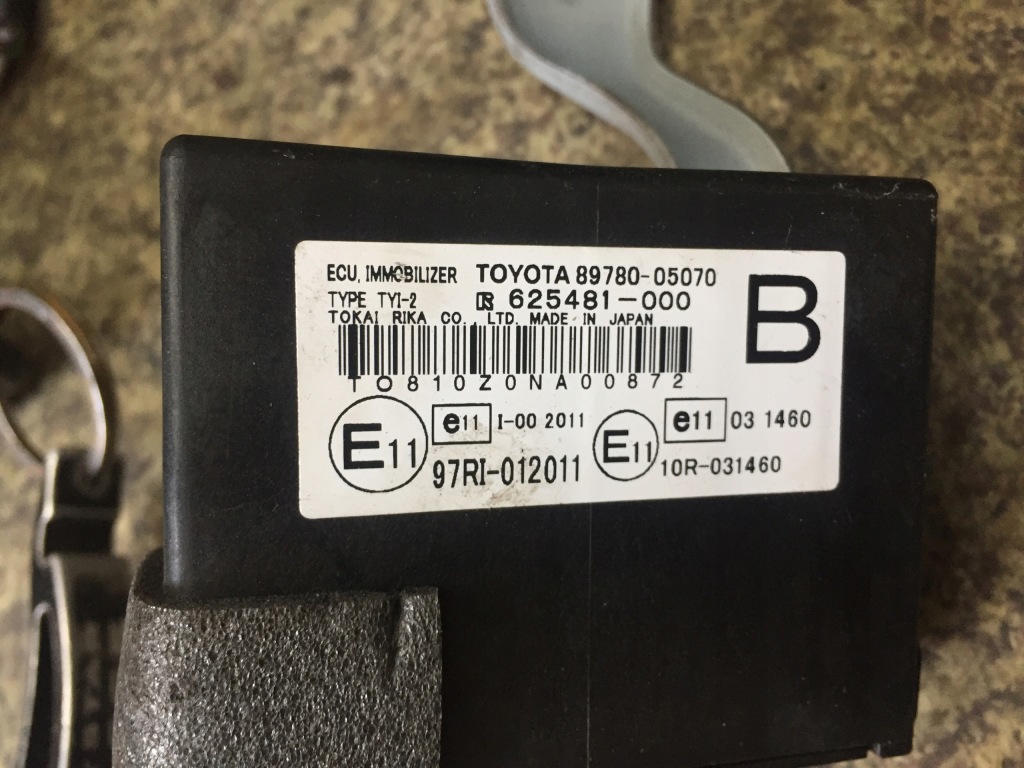 ECU, IMMOBILIZER TOYOTA 89780-05070
TYPE TYI-2 R 625481-000
TOKAI RIKA CO., LTD. MADE IN JAPAN
B
TO810Z0NA00872
E11 e11 I-00 2011
97RI-012011
E11 e11 03 1460
10R-031460